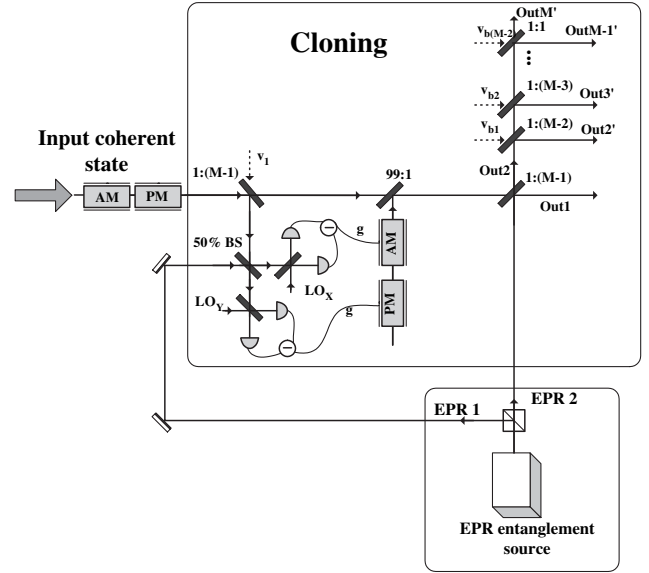 OutM'
Cloning
1:1
OutM-1'
v_b(M-2)
...
1:(M-3)
v_b2
Out3'
1:(M-2)
v_b1
Out2'
Input coherent
state
v_1
1:(M-1)
99:1
Out2
1:(M-1)
AM
PM
Out1
g
AM
50% BS
LO_X
LO_Y
g
PM
EPR 1
EPR 2
EPR entanglement
source